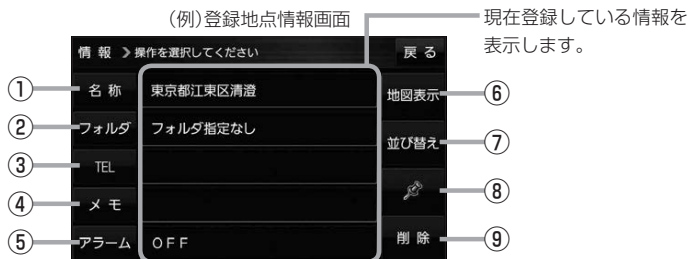 (例)登録地点情報画面
現在登録している情報を
表示します。
情 報 操作を選択してください 戻 る
① 名 称 東京都江東区清澄 地図表示 ⑥
② フォルダ フォルダ指定なし 並び替え ⑦
③ TEL ⑧
④ メ モ
⑤ アラーム OFF 削 除 ⑨